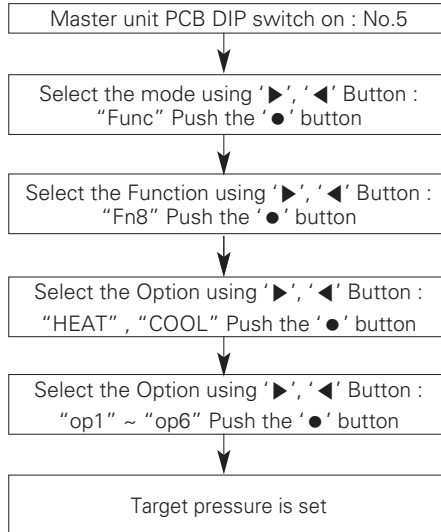 Master unit PCB DIP switch on : No.5
Select the mode using ‘▶’, ‘◀’ Button :
“Func” Push the ‘●’ button
Select the Function using ‘▶’, ‘◀’ Button :
“Fn8” Push the ‘●’ button
Select the Option using ‘▶’, ‘◀’ Button :
“HEAT” , “COOL” Push the ‘●’ button
Select the Option using ‘▶’, ‘◀’ Button :
“op1” ~ “op6” Push the ‘●’ button
Target pressure is set